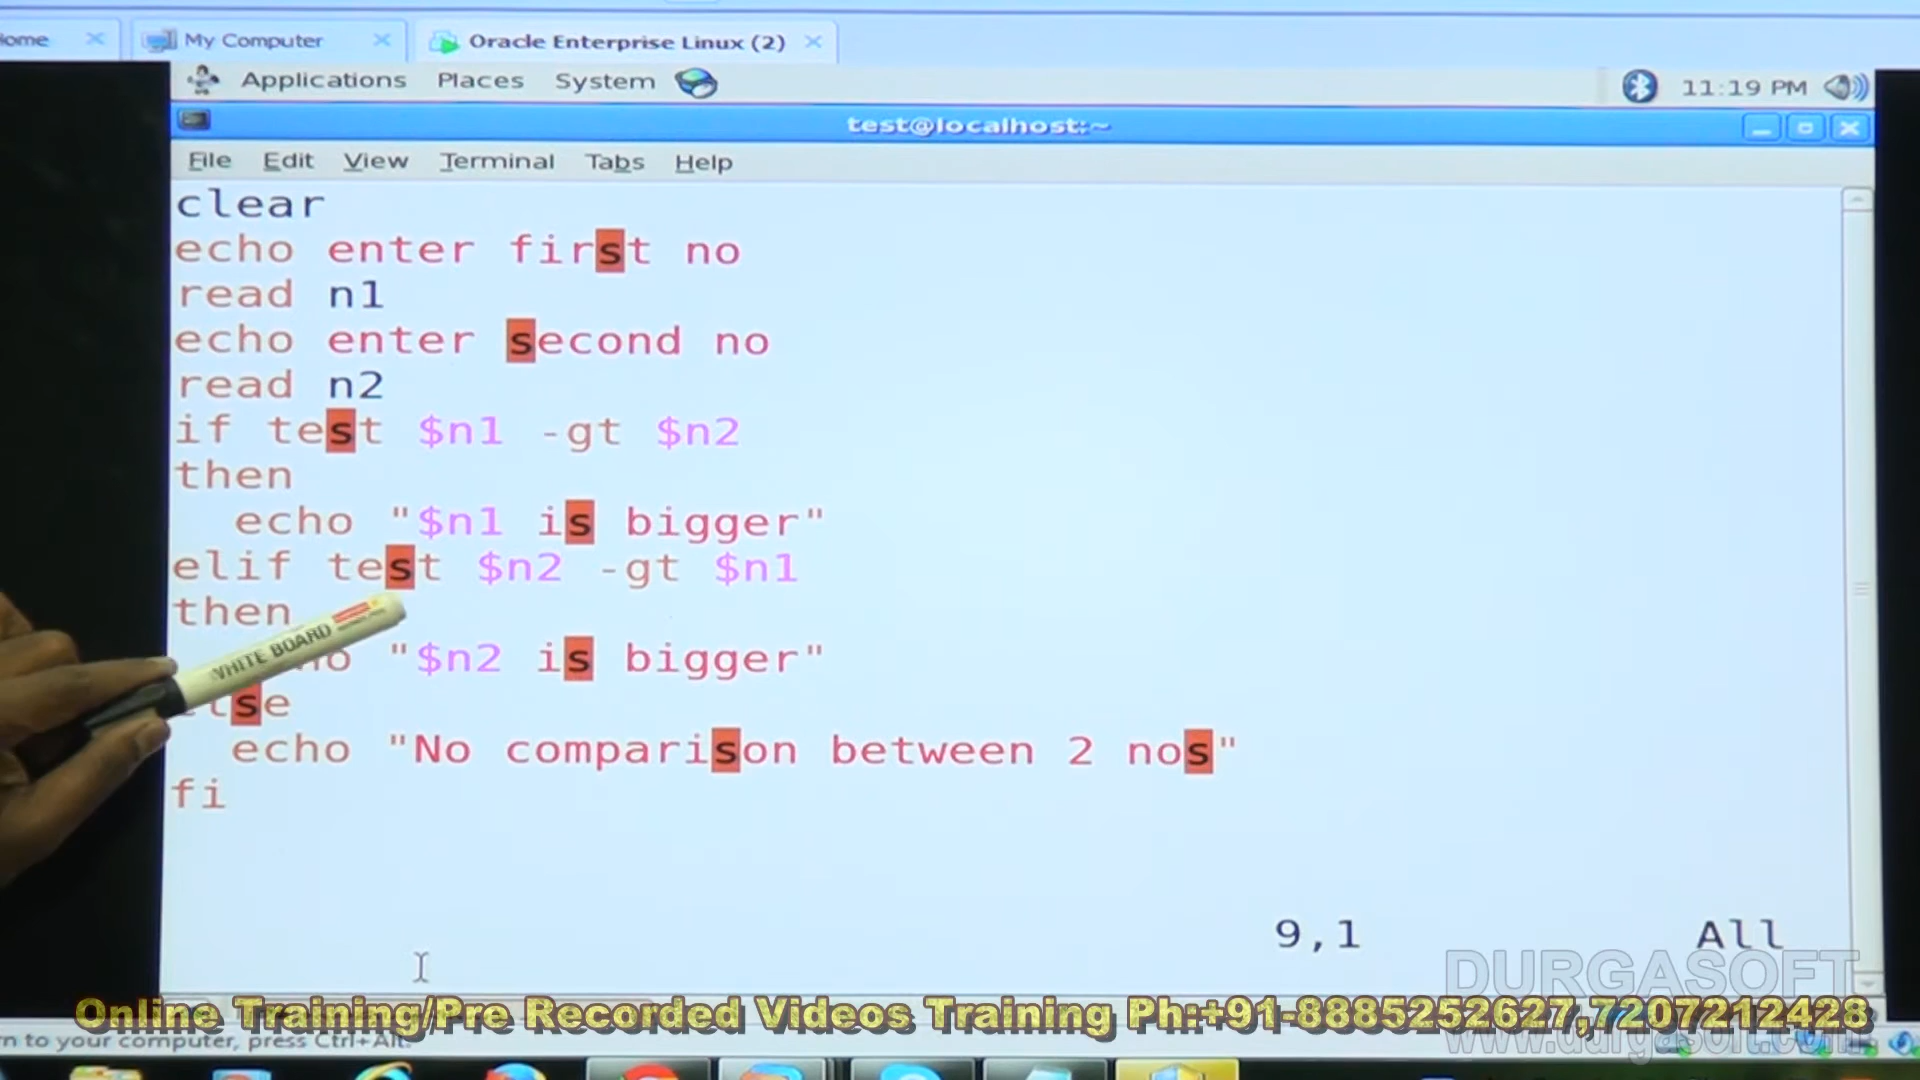 My Computer
Oracle Enterprise Linux (2)
Applications Places System
11:19 PM
test@localhost:~
File Edit View Terminal Tabs Help
clear
echo enter first no
read n1
echo enter second no
read n2
if test $n1 -gt $n2
then
echo "$n1 is bigger"
elif test $n2 -gt $n1
then
WHITE BOARD
"$n2 is bigger"
echo "No comparison between 2 nos"
fi
9,1 All
DURGASOFT
Online Training/Pre Recorded Videos Training Ph:+91-8885252627,7207212428
to your computer, press Ctrl+Alt.
www.durgasoft.com